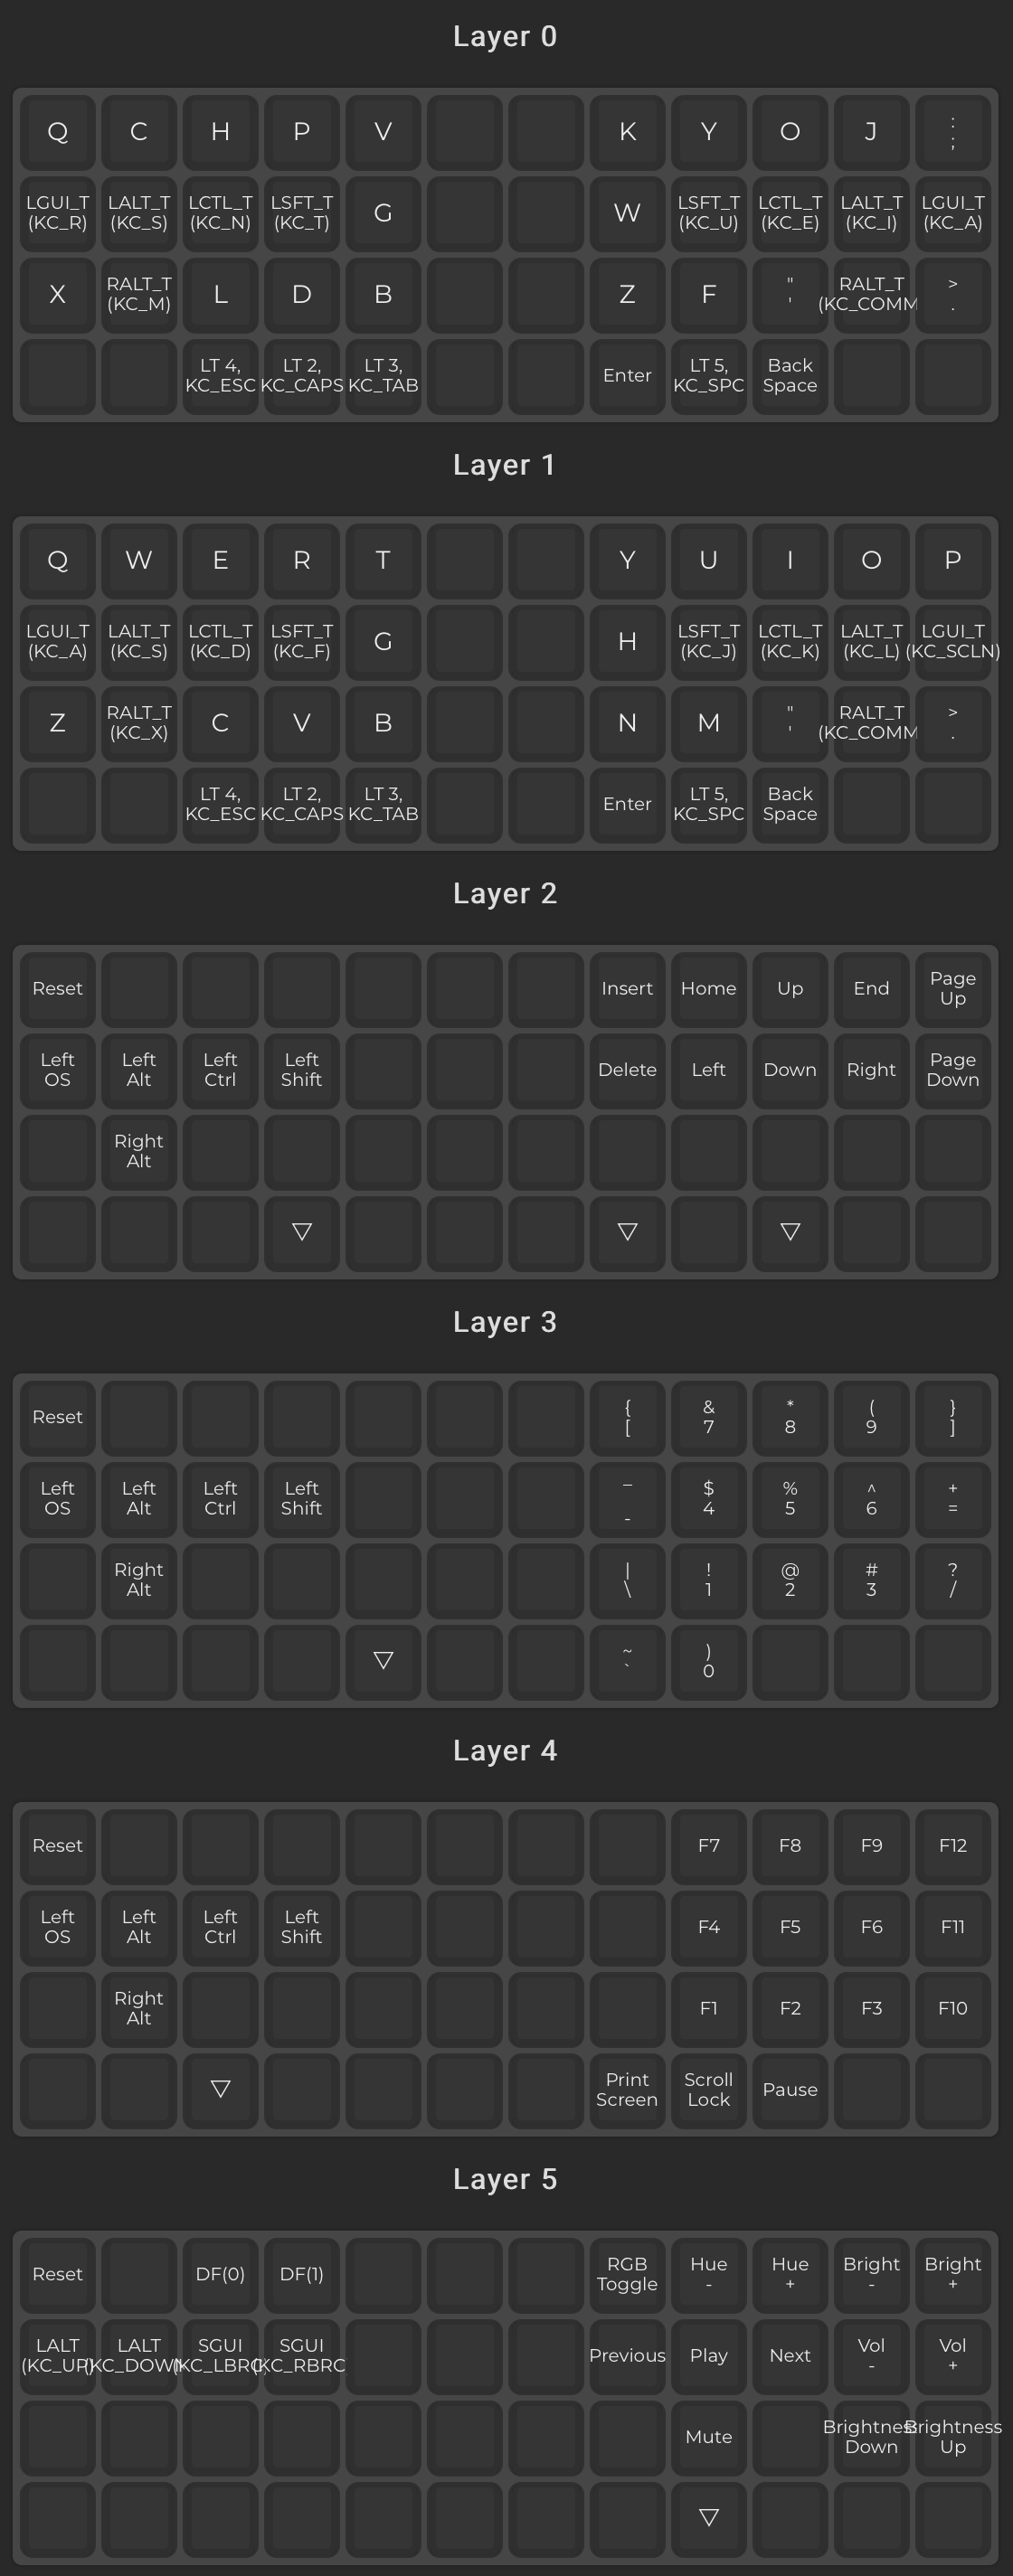 Layer 0
Q C H P V K Y O J : ;
LGUI_T (KC_R) LALT_T (KC_S) LCTL_T (KC_N) LSFT_T (KC_T) G W LSFT_T (KC_U) LCTL_T (KC_E) LALT_T (KC_I) LGUI_T (KC_A)
X RALT_T (KC_M) L D B Z F " ' RALT_T (KC_COMM > .
LT 4, KC_ESC LT 2, KC_CAPS LT 3, KC_TAB Enter LT 5, KC_SPC Back Space
Layer 1
Q W E R T Y U I O P
LGUI_T (KC_A) LALT_T (KC_S) LCTL_T (KC_D) LSFT_T (KC_F) G H LSFT_T (KC_J) LCTL_T (KC_K) LALT_T (KC_L) LGUI_T (KC_SCLN)
Z RALT_T (KC_X) C V B N M " ' RALT_T (KC_COMM > .
LT 4, KC_ESC LT 2, KC_CAPS LT 3, KC_TAB Enter LT 5, KC_SPC Back Space
Layer 2
Reset Insert Home Up End Page Up
Left OS Left Alt Left Ctrl Left Shift Delete Left Down Right Page Down
Right Alt
▽ ▽ ▽
Layer 3
Reset { [ & 7 * 8 ( 9 } ]
Left OS Left Alt Left Ctrl Left Shift _ - $ 4 % 5 ^ 6 + =
Right Alt | \ ! 1 @ 2 # 3 ? /
▽ ~ ` ) 0
Layer 4
Reset F7 F8 F9 F12
Left OS Left Alt Left Ctrl Left Shift F4 F5 F6 F11
Right Alt F1 F2 F3 F10
▽ Print Screen Scroll Lock Pause
Layer 5
Reset DF(0) DF(1) RGB Toggle Hue - Hue + Bright - Bright +
LALT (KC_UP) LALT (KC_DOWN SGUI (KC_LBRC SGUI (KC_RBRC Previous Play Next Vol - Vol +
Mute Brightness Down Brightness Up
▽